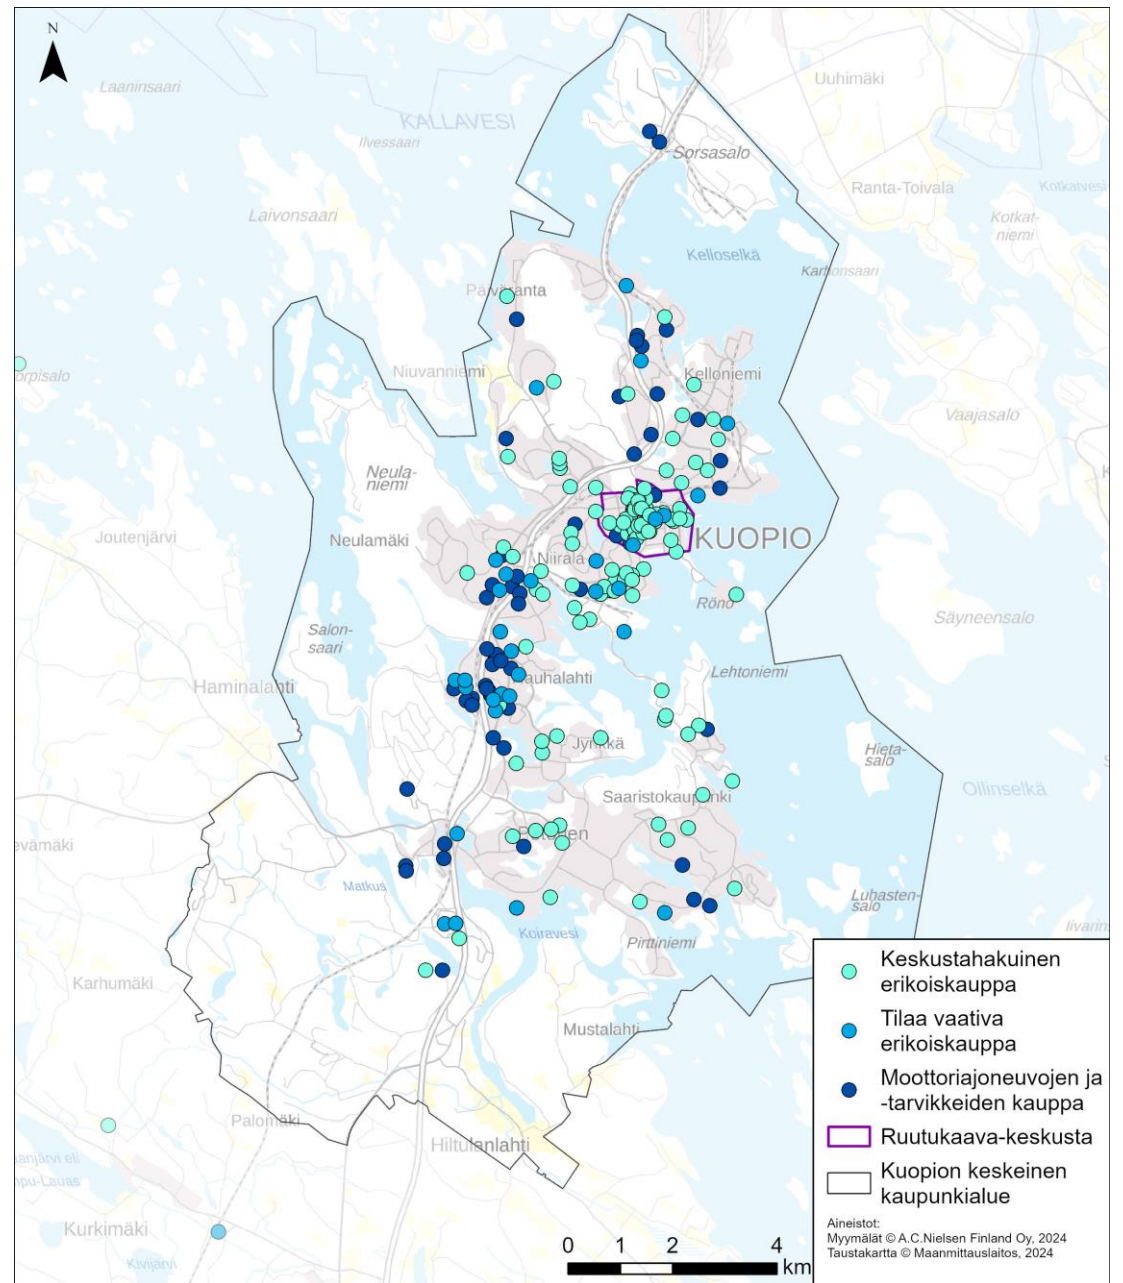 N
Laaninsaari
Uuhimäki
KALLAVESI
Ilvessaari
Sorsasalo
Ranta-Toivala
Kotkatvesi
Laivonsaari
Kotkat-
niemi
Kelloselkä
Karhonsaari
Päiväranta
Niuvanniemi
Kelloniemi
Vaajasalo
Neula-
niemi
Joutenjärvi
Neulamäki
KUOPIO
Niirala
Rönö
Säyneensalo
Salon-
saari
Lehtoniemi
Haminalahti
Jynkkä
Hieta-
salo
Ollinselkä
Saaristokaupunki
Matkus
Luhasten-
salo
Koiravesi
Pirttiniemi
Karhumäki
Mustalahti
Palomäki
Hiltulanlahti
Kurkimäki
Kivijärvi
Keskustahakuinen
erikoiskauppa
Tilaa vaativa
erikoiskauppa
Moottoriajoneuvojen ja
-tarvikkeiden kauppa
Ruutukaava-keskusta
Kuopion keskeinen
kaupunkialue
Aineistot:
Myymälät © A.C.Nielsen Finland Oy, 2024
Taustakartta © Maanmittauslaitos, 2024
0 1 2 4
km